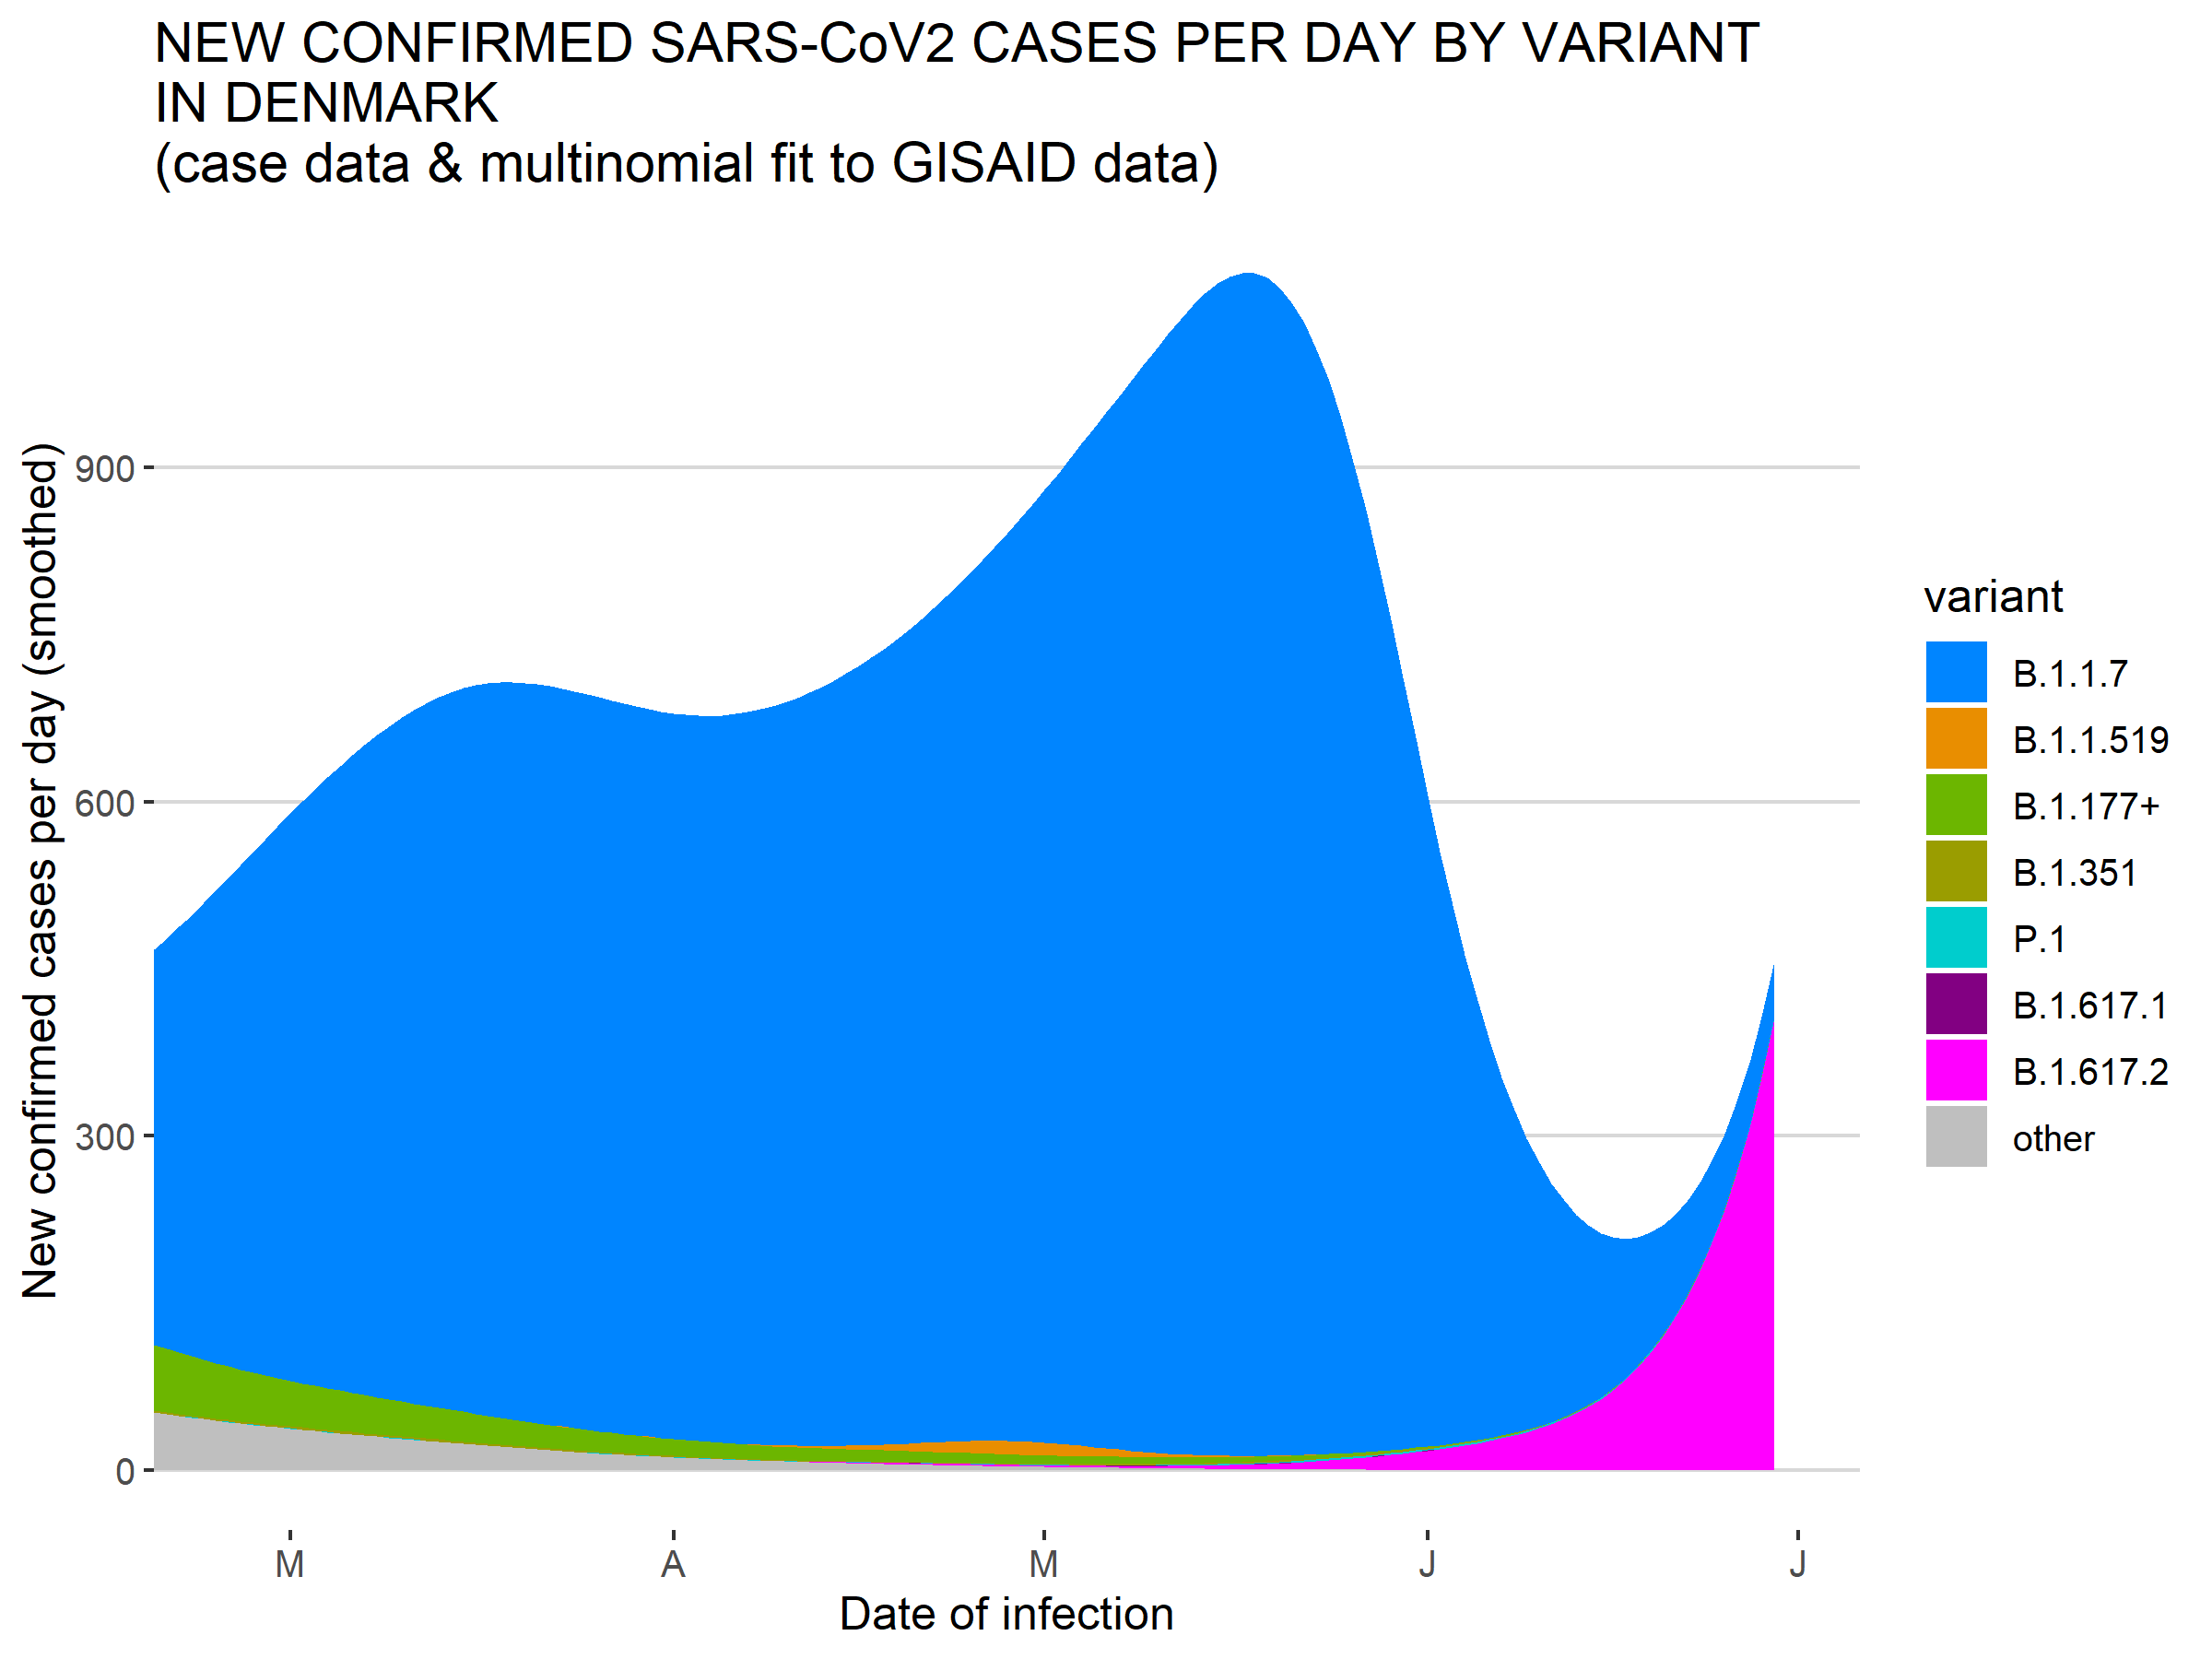 NEW CONFIRMED SARS-CoV2 CASES PER DAY BY VARIANT
IN DENMARK
(case data & multinomial fit to GISAID data)
New confirmed cases per day (smoothed)
900
600
300
0
M
A
M
J
J
Date of infection
variant
B.1.1.7
B.1.1.519
B.1.177+
B.1.351
P.1
B.1.617.1
B.1.617.2
other